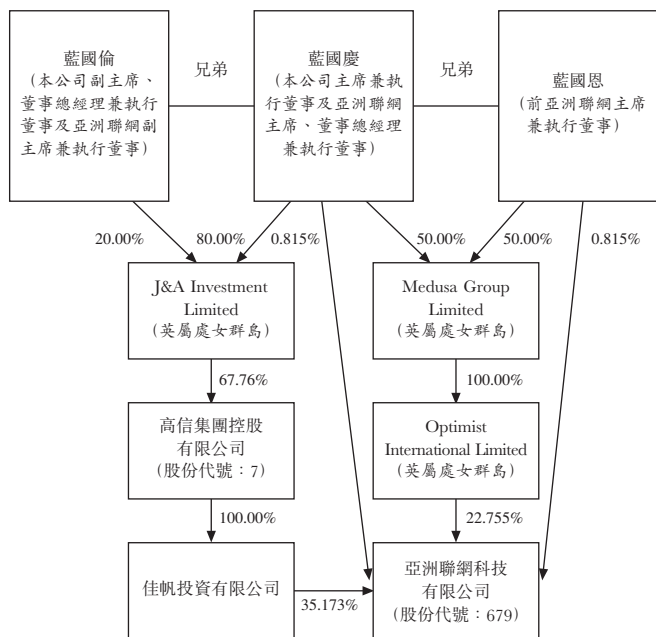 藍國倫
（本公司副主席、
董事總經理兼執行
董事及亞洲聯網副
主席兼執行董事）
兄弟
藍國慶
（本公司主席兼執
行董事及亞洲聯網
主席、董事總經理
兼執行董事）
兄弟
藍國恩
（前亞洲聯網主席
兼執行董事）
20.00%
80.00%
0.815%
50.00%
50.00%
0.815%
J&A Investment
Limited
（英屬處女群島）
Medusa Group
Limited
（英屬處女群島）
67.76%
100.00%
高信集團控股
有限公司
（股份代號：7）
Optimist
International Limited
（英屬處女群島）
100.00%
22.755%
佳帆投資有限公司
35.173%
亞洲聯網科技
有限公司
（股份代號：679）